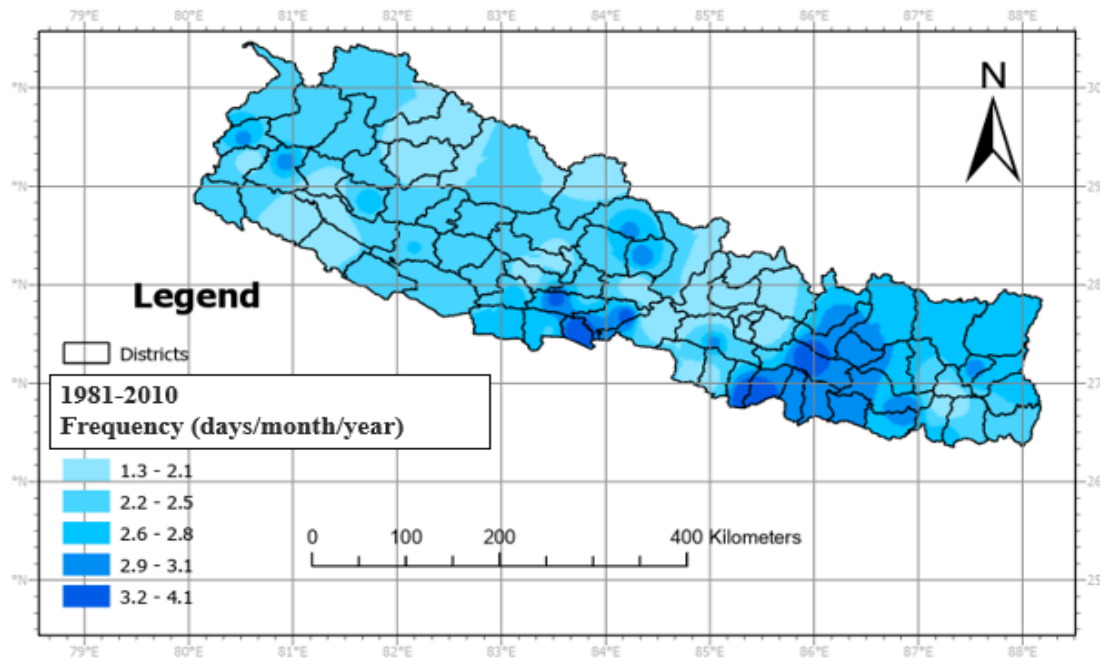 79°E 80°E 81°E 82°E 83°E 84°E 85°E 86°E 87°E 88°E
N
°N 30
°N 29
°N 28
Legend
Districts
27
1981-2010
Frequency (days/month/year)
1.3 - 2.1
2.2 - 2.5
°N 26
2.6 - 2.8
0 100 200 400 Kilometers
2.9 - 3.1
°N 25
3.2 - 4.1
79°E 80°E 81°E 82°E 83°E 84°E 85°E 86°E 87°E 88°E